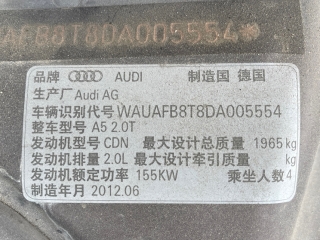 WAUAFB8T8DA005554*
品牌 AUDI 制造国 德国
生产厂 Audi AG
车辆识别代号 WAUAFB8T8DA005554
整车型号 A5 2.0T
发动机型号 CDN 最大设计总质量 1965kg
发动机排量 2.0L 最大设计牵引质量 kg
发动机额定功率 155KW 乘坐人数 4
制造年月 2012.06